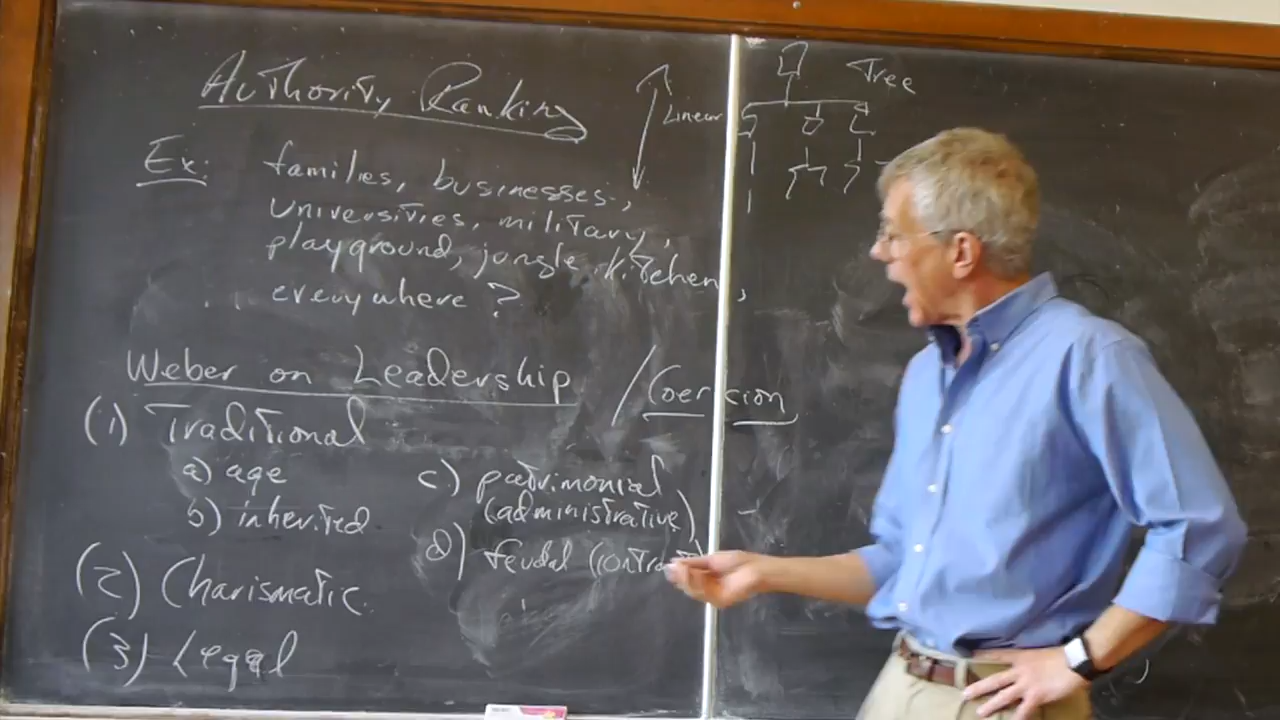 Authority Ranking
Linear
Tree
Ex: families, businesses,
Universities, military,
playground, jungle, kitchen,
everywhere?
Weber on Leadership / Coercion
(1) Traditional
a) age
b) inherited
c) patrimonial
(administrative)
d) feudal
(2) Charismatic
(3) Legal